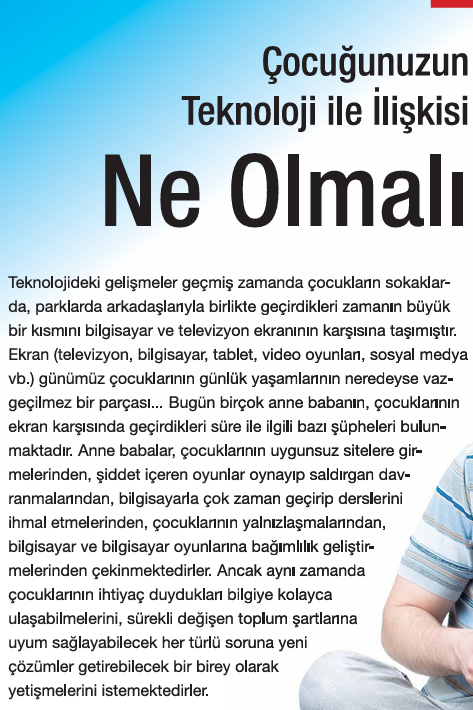 Çocuğunuzun
Teknoloji ile İlişkisi
Ne Olmalı
Teknolojideki gelişmeler geçmiş zamanda çocukların sokaklar-
da, parklarda arkadaşlarıyla birlikte geçirdikleri zamanın büyük
bir kısmını bilgisayar ve televizyon ekranının karşısına taşımıştır.
Ekran (televizyon, bilgisayar, tablet, video oyunları, sosyal medya
vb.) günümüz çocuklarının günlük yaşamlarının neredeyse vaz-
geçilmez bir parçası... Bugün birçok anne babanın, çocuklarının
ekran karşısında geçirdikleri süre ile ilgili bazı şüpheleri bulun-
maktadır. Anne babalar, çocuklarının uygunsuz sitelere gir-
melerinden, şiddet içeren oyunlar oynayıp saldırgan dav-
ranmalarından, bilgisayarla çok zaman geçirip derslerini
ihmal etmelerinden, çocuklarının yalnızlaşmalarından,
bilgisayar ve bilgisayar oyunlarına bağımlılık geliştir-
melerinden çekinmektedirler. Ancak aynı zamanda
çocuklarının ihtiyaç duydukları bilgiye kolayca
ulaşabilmelerini, sürekli değişen toplum şartlarına
uyum sağlayabilecek her türlü soruna yeni
çözümler getirebilecek bir birey olarak
yetişmelerini istemektedirler.